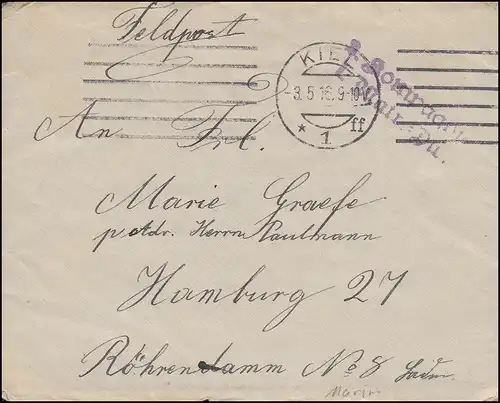 Feldpost
KIEL
-3.5.16.9-10
* 1 ff
An Frl.
Marie Graefe
p. Adr. Herrn Paulmann
Hamburg 27
Röhrendamm No 8